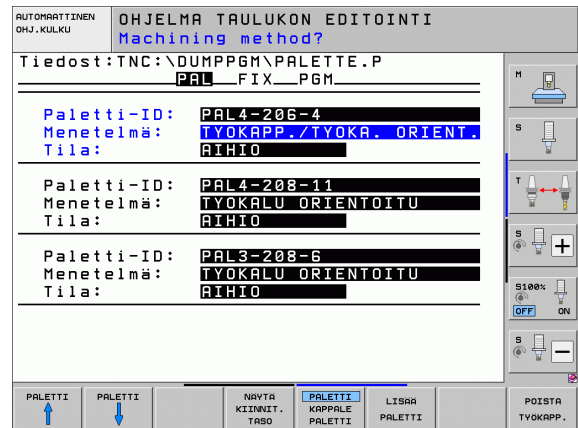 AUTOMAATTINEN
OHJ.KULKU
OHJELMA TAULUKON EDITOINTI
Machining method?
Tiedost:TNC:\DUMPPGM\PALETTE.P
PAL FIX PGM
Paletti-ID: PAL4-206-4
Menetelmä: TYOKAPP./TYOKA. ORIENT.
Tila: AIHIO
Paletti-ID: PAL4-208-11
Menetelmä: TYOKALU ORIENTOITU
Tila: AIHIO
Paletti-ID: PAL3-208-6
Menetelmä: TYOKALU ORIENTOITU
Tila: AIHIO
M
S
T
S
+
S100%
OFF ON
S
−
PALETTI
PALETTI
NÄYTÄ
KIINNIT.
TASO
PALETTI
KAPPALE
PALETTI
LISÄÄ
PALETTI
POISTA
TYÖKAPP.